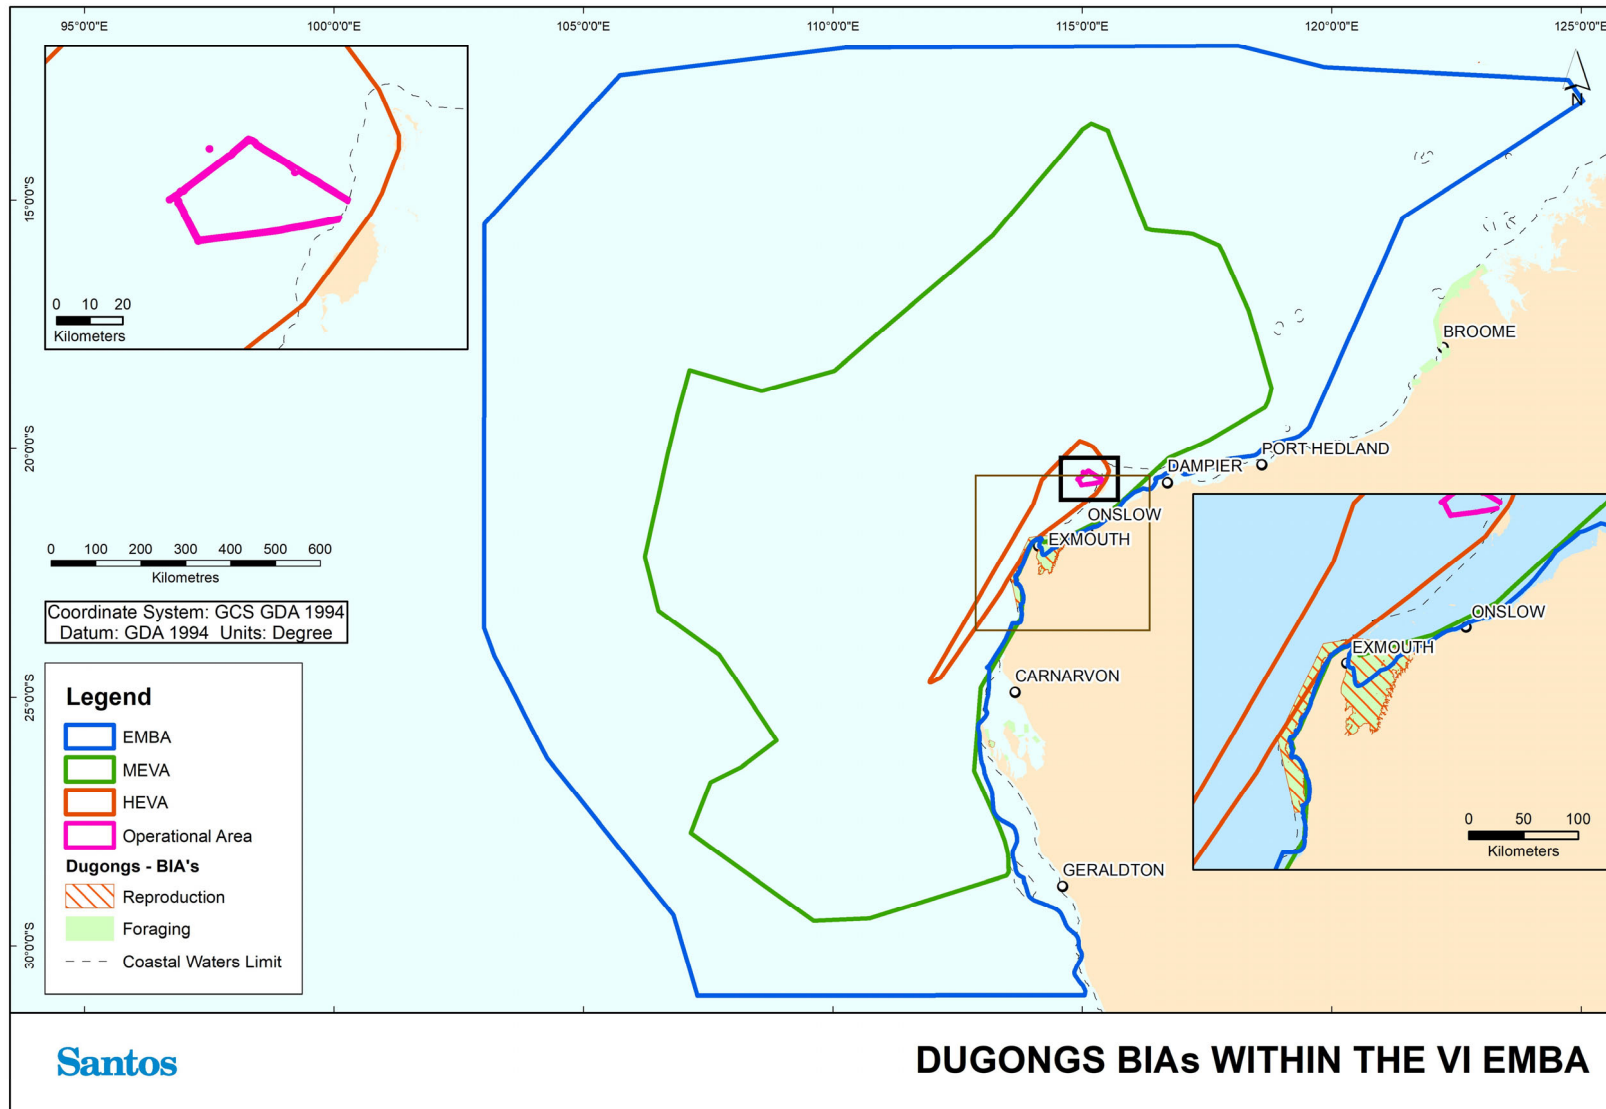 95°0'0"E
100°0'0"E
105°0'0"E
110°0'0"E
115°0'0"E
120°0'0"E
125°0'0"E
N
15°0'0"S
20°0'0"S
25°0'0"S
30°0'0"S
0 10 20
Kilometers
BROOME
PORT HEDLAND
DAMPIER
ONSLOW
EXMOUTH
CARNARVON
GERALDTON
0 100 200 300 400 500 600
Kilometres
Coordinate System: GCS GDA 1994
Datum: GDA 1994 Units: Degree
Legend
EMBA
MEVA
HEVA
Operational Area
Dugongs - BIA's
Reproduction
Foraging
Coastal Waters Limit
ONSLOW
EXMOUTH
0 50 100
Kilometers
Santos
DUGONGS BIAs WITHIN THE VI EMBA